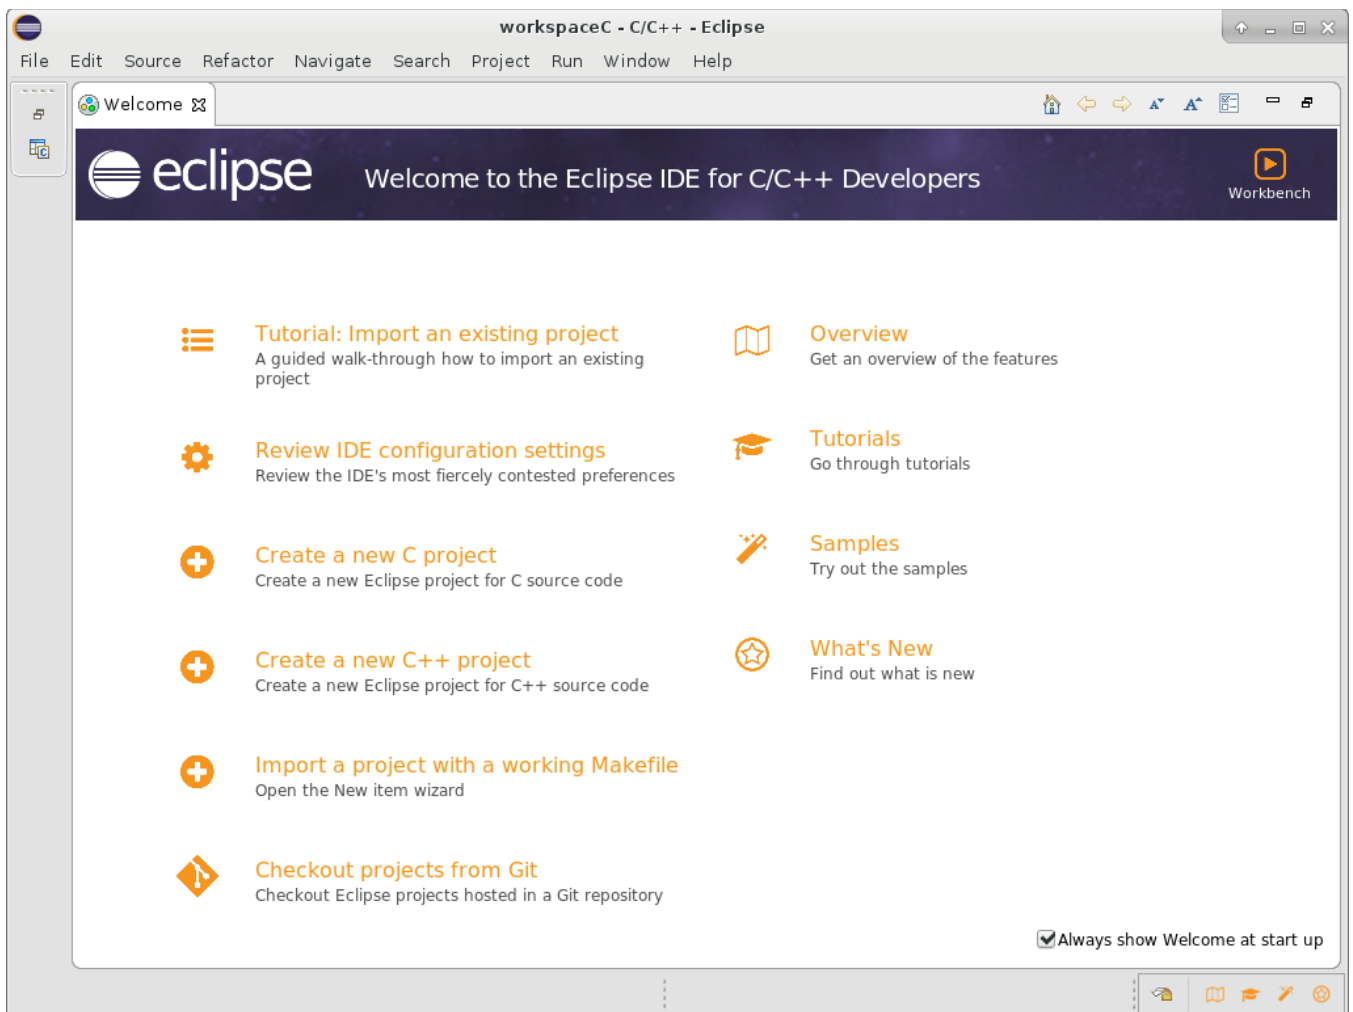 workspaceC - C/C++ - Eclipse
File Edit Source Refactor Navigate Search Project Run Window Help
Welcome
eclipse Welcome to the Eclipse IDE for C/C++ Developers
Workbench
Tutorial: Import an existing project
A guided walk-through how to import an existing
project
Overview
Get an overview of the features
Review IDE configuration settings
Review the IDE's most fiercely contested preferences
Tutorials
Go through tutorials
Create a new C project
Create a new Eclipse project for C source code
Samples
Try out the samples
Create a new C++ project
Create a new Eclipse project for C++ source code
What's New
Find out what is new
Import a project with a working Makefile
Open the New item wizard
Checkout projects from Git
Checkout Eclipse projects hosted in a Git repository
Always show Welcome at start up